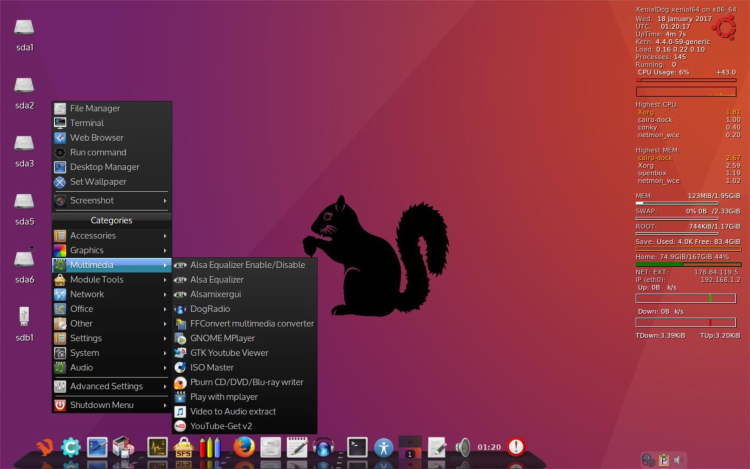 sda1
sda2
sda3
sda5
sda6
sdb1
File Manager
Terminal
Web Browser
Run command
Desktop Manager
Set Wallpaper
Screenshot
Categories
Accessories
Graphics
Multimedia
Module Tools
Network
Office
Other
Settings
System
Audio
Advanced Settings
Shutdown Menu
Alsa Equalizer Enable/Disable
Alsa Equalizer
Alsamixergui
DogRadio
FFConvert multimedia converter
GNOME MPlayer
GTK Youtube Viewer
ISO Master
Pburn CD/DVD/Blu-ray writer
Play with mplayer
Video to Audio extract
YouTube-Get v2
XenialDog xenial64 on x86_64
Wed. 18 January 2017
UTC. 01:20:17
UpTime: 4m 7s
Kern.: 4.4.0-59-generic
Load: 0.16 0.22 0.10
Processes: 145
Running: 0
CPU Usage: 6% +43.0
Highest CPU:
Xorg 1.81
cairo-dock 1.00
conky 0.40
netmon_wce 0.20
Highest MEM:
cairo-dock 2.67
Xorg 2.59
openbox 1.19
netmon_wce 1.02
MEM: 123MiB/1.95GiB
SWAP: 0% 0B /2.33GiB
ROOT: 744KiB/1.17GiB
Save: Used: 4.0K Free: 83.4GiB
Home: 74.9GiB/167GiB 44%
NET: EXT: 178.84.119.5
IP (eth0): 192.168.1.2
Up: 0B k/s
Down: 0B k/s
TDown:3.39KiB TUp:3.20KiB
SFS
1
01:20